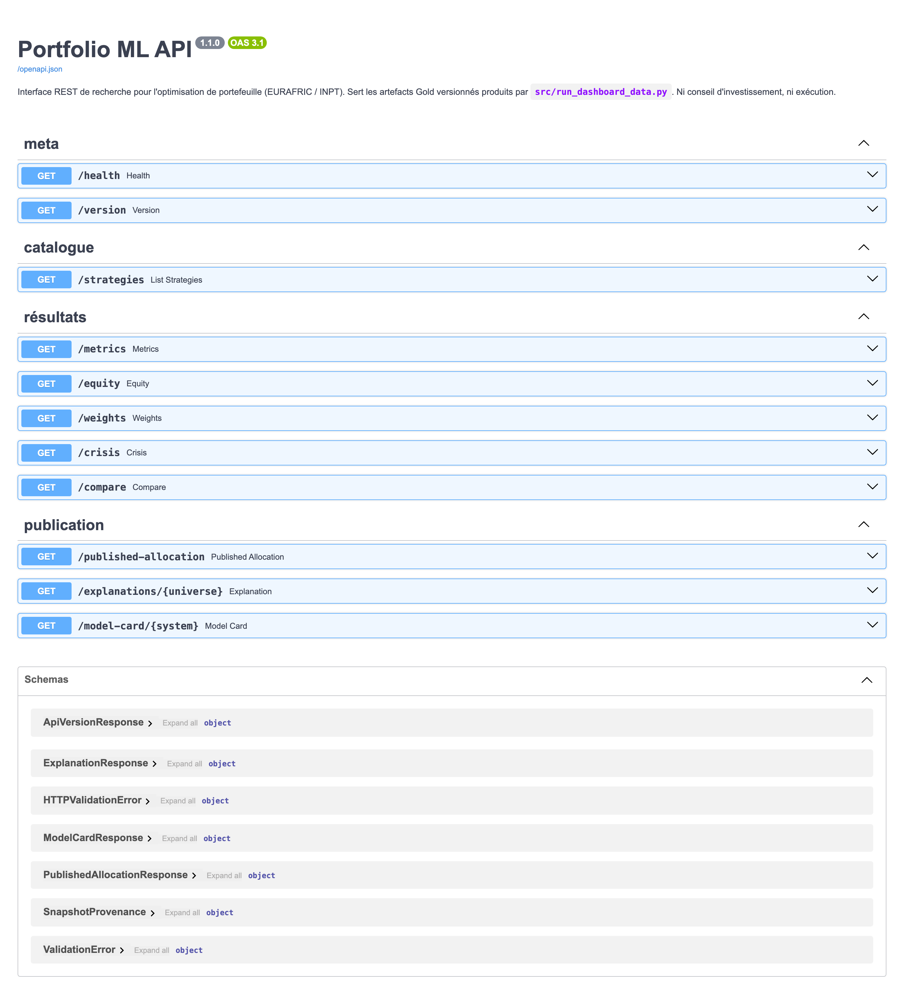 Portfolio ML API 1.1.0 OAS 3.1
/openapi.json
Interface REST de recherche pour l'optimisation de portefeuille (EURAFRIC / INPT). Sert les artefacts Gold versionnés produits par src/run_dashboard_data.py. Ni conseil d'investissement, ni exécution.
meta
GET /health Health
GET /version Version
catalogue
GET /strategies List Strategies
résultats
GET /metrics Metrics
GET /equity Equity
GET /weights Weights
GET /crisis Crisis
GET /compare Compare
publication
GET /published-allocation Published Allocation
GET /explanations/{universe} Explanation
GET /model-card/{system} Model Card
Schemas
ApiVersionResponse Expand all object
ExplanationResponse Expand all object
HTTPValidationError Expand all object
ModelCardResponse Expand all object
PublishedAllocationResponse Expand all object
SnapshotProvenance Expand all object
ValidationError Expand all object